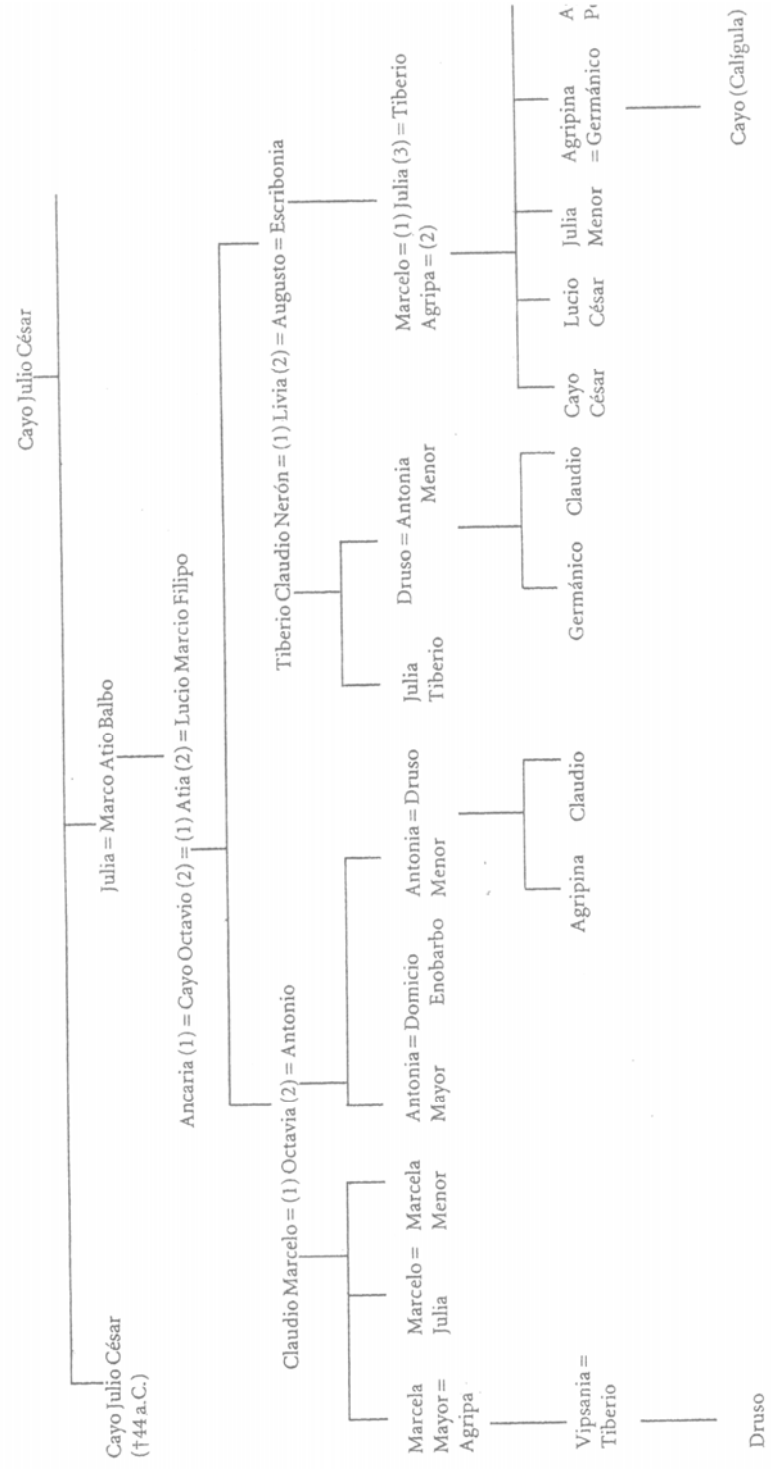 Cayo Julio César
Cayo Julio César
(†44 a.C.)
Julia = Marco Atio Balbo
Ancaria (1) = Cayo Octavio (2) = (1) Atia (2) = Lucio Marcio Filipo
Claudio Marcelo = (1) Octavia (2) = Antonio
Tiberio Claudio Nerón = (1) Livia (2) = Augusto = Escribonia
Marcela
Mayor =
Agripa
Marcelo =
Julia
Marcela
Menor
Antonia = Domicio
Mayor Enobarbo
Antonia = Druso
Menor
Julia
Tiberio
Druso = Antonia
Menor
Marcelo = (1) Julia (3) = Tiberio
Agripa = (2)
Vipsania =
Tiberio
Agripina
Claudio
Germánico
Claudio
Cayo
César
Lucio
César
Julia
Menor
Agripina
= Germánico
Druso
Cayo (Calígula)